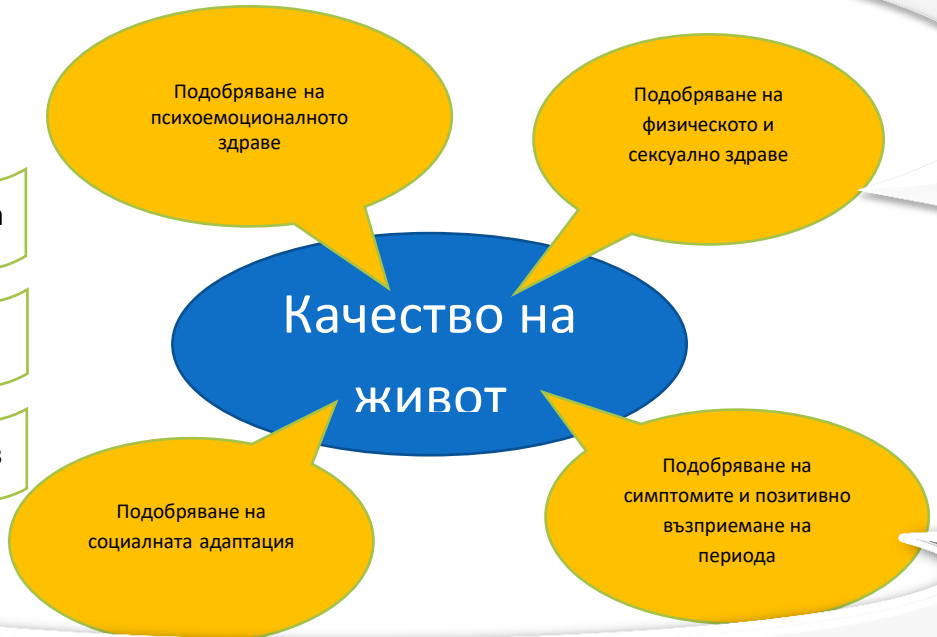 Подобряване на
психоемоционалното
здраве
Подобряване на
физическото и
сексуално здраве
Качество на
живот
Подобряване на
социалната адаптация
Подобряване на
симптомите и позитивно
възприемане на
периода